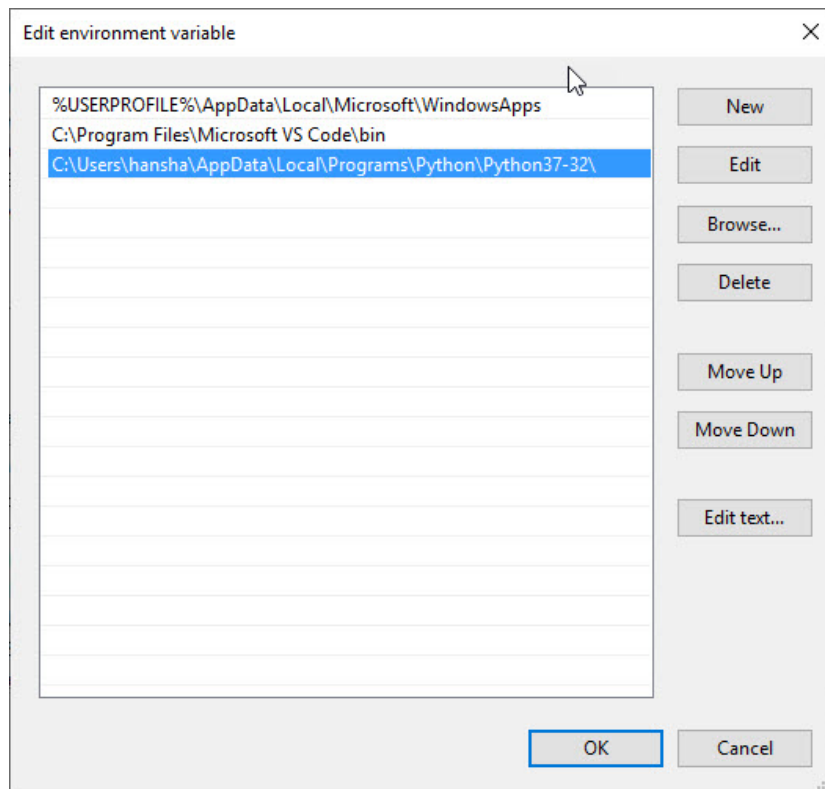 Edit environment variable
%USERPROFILE%\AppData\Local\Microsoft\WindowsApps
C:\Program Files\Microsoft VS Code\bin
C:\Users\hansha\AppData\Local\Programs\Python\Python37-32\
New
Edit
Browse...
Delete
Move Up
Move Down
Edit text...
OK
Cancel